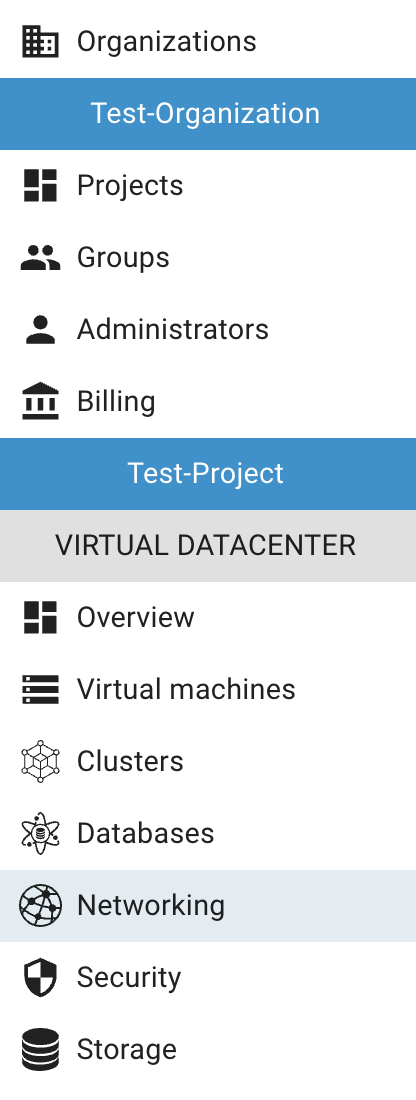 Organizations
Test-Organization
Projects
Groups
Administrators
Billing
Test-Project
VIRTUAL DATACENTER
Overview
Virtual machines
Clusters
Databases
Networking
Security
Storage